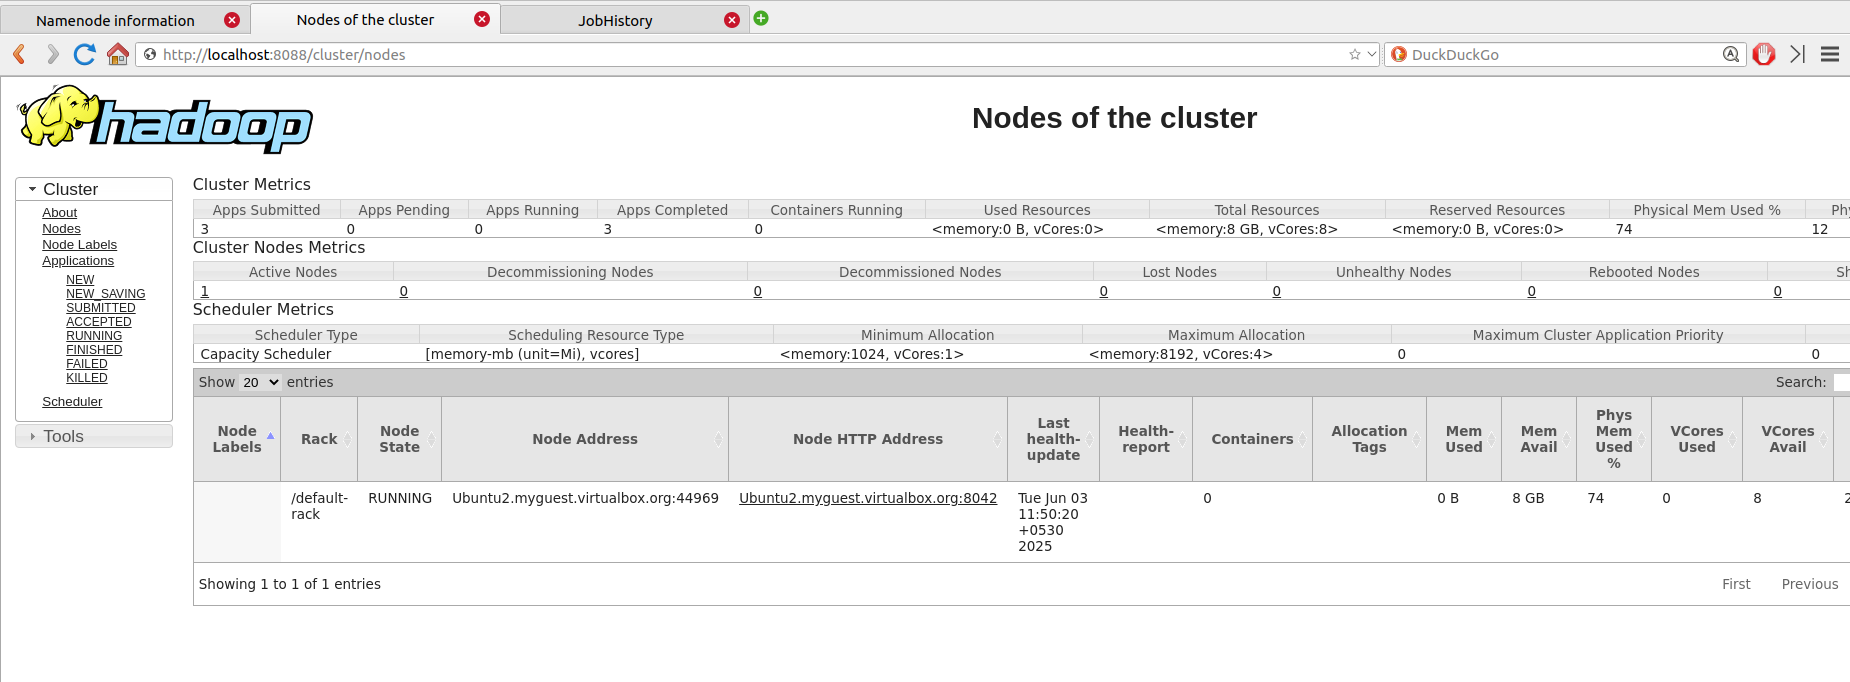 Namenode information
Nodes of the cluster
JobHistory
http://localhost:8088/cluster/nodes
DuckDuckGo
hadoop
Nodes of the cluster
Cluster
About
Nodes
Node Labels
Applications
NEW
NEW_SAVING
SUBMITTED
ACCEPTED
RUNNING
FINISHED
FAILED
KILLED
Scheduler
Tools
Cluster Metrics
Apps Submitted Apps Pending Apps Running Apps Completed Containers Running Used Resources Total Resources Reserved Resources Physical Mem Used % Phy
3 0 0 3 0 <memory:0 B, vCores:0> <memory:8 GB, vCores:8> <memory:0 B, vCores:0> 74 12
Cluster Nodes Metrics
Active Nodes Decommissioning Nodes Decommissioned Nodes Lost Nodes Unhealthy Nodes Rebooted Nodes Sh
1 0 0 0 0 0 0
Scheduler Metrics
Scheduler Type Scheduling Resource Type Minimum Allocation Maximum Allocation Maximum Cluster Application Priority
Capacity Scheduler [memory-mb (unit=Mi), vcores] <memory:1024, vCores:1> <memory:8192, vCores:4> 0 0
Show 20 entries Search:
Node Labels Rack Node State Node Address Node HTTP Address Last health-update Health-report Containers Allocation Tags Mem Used Mem Avail Phys Mem Used % VCores Used VCores Avail
/default-rack RUNNING Ubuntu2.myguest.virtualbox.org:44969 Ubuntu2.myguest.virtualbox.org:8042 Tue Jun 03 11:50:20 +0530 2025 0 0 B 8 GB 74 0 8 2
Showing 1 to 1 of 1 entries First Previous